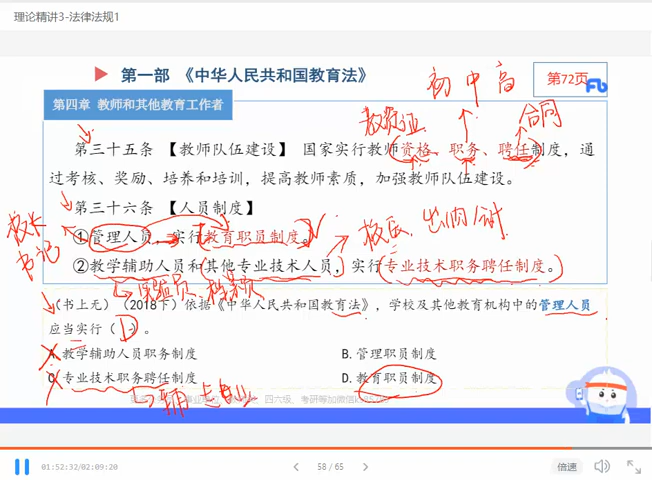 理论精讲3-法律法规1
第一部 《中华人民共和国教育法》
初 中 高
第72页
第四章 教师和其他教育工作者
教资证
合同
第三十五条 【教师队伍建设】 国家实行教师资格、职务、聘任制度，通
过考核、奖励、培养和培训，提高教师素质，加强教师队伍建设。
第三十六条 【人员制度】
校长
书记
①管理人员，实行教育职员制度。
校医 出纳/会计
②教学辅助人员和其他专业技术人员，实行专业技术职务聘任制度。
实验员
（书上无）（2018下）依据《中华人民共和国教育法》，学校及其他教育机构中的管理人员
应当实行（ D ）。
A. 教学辅助人员职务制度
B. 管理职员制度
C. 专业技术职务聘任制度
D. 教育职员制度
辅
01:52:32/02:09:20
58 / 65
倍速